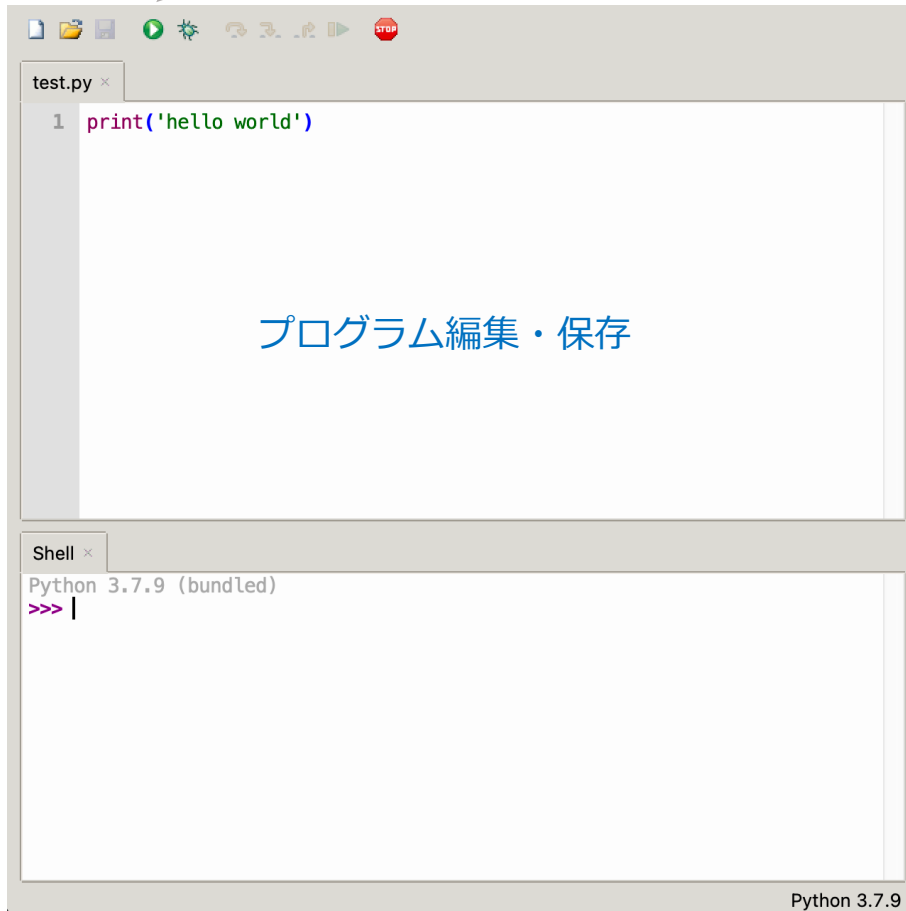 STOP
test.py ×
1 print('hello world')
プログラム編集・保存
Shell ×
Python 3.7.9 (bundled)
>>>
Python 3.7.9